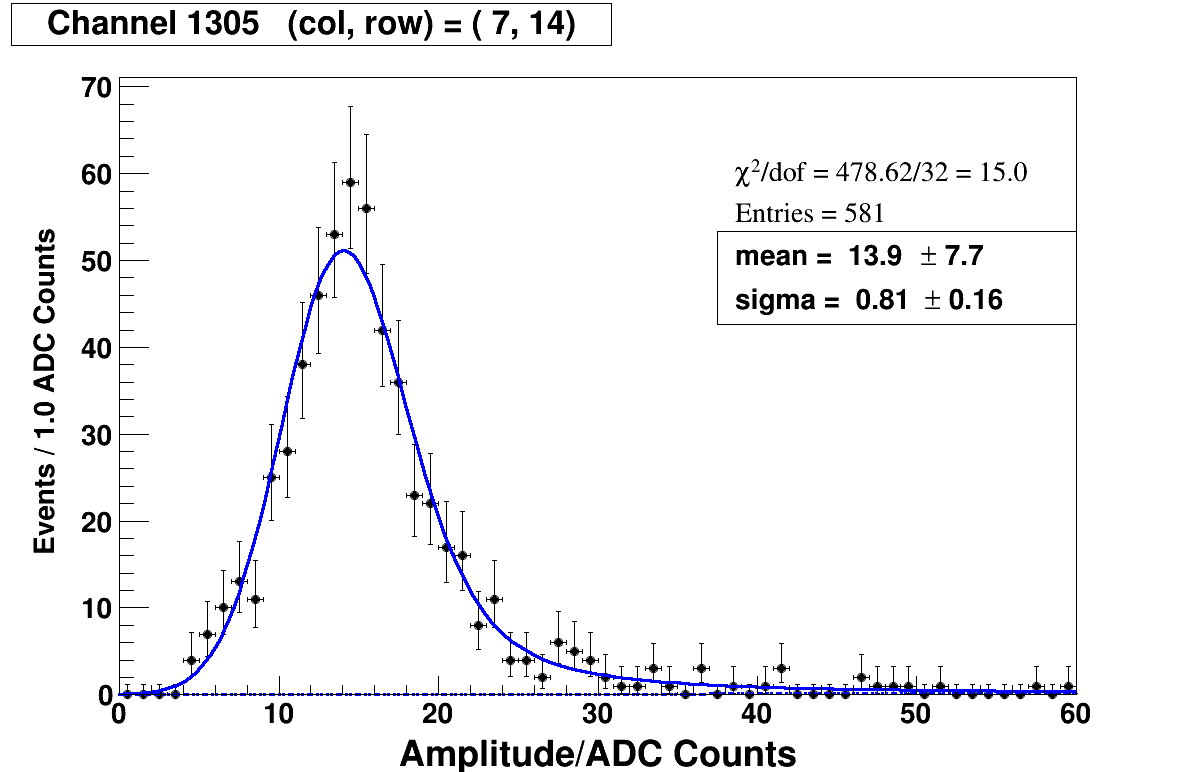 Channel 1305 (col, row) = ( 7, 14)
70
60
50
40
30
20
10
0
Events / 1.0 ADC Counts
χ²/dof = 478.62/32 = 15.0
Entries = 581
mean = 13.9 ± 7.7
sigma = 0.81 ± 0.16
0 10 20 30 40 50 60
Amplitude/ADC Counts